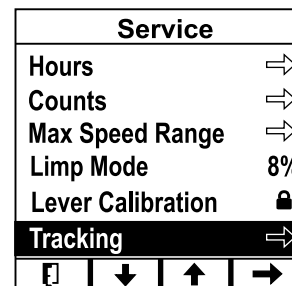 Service
Hours
Counts
Max Speed Range
Limp Mode 8%
Lever Calibration
Tracking